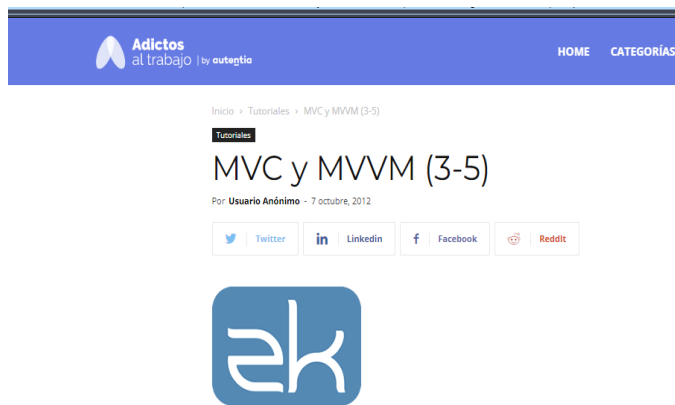 Adictos
al trabajo | by autentia
HOME CATEGORÍAS
Inicio › Tutoriales › MVC y MVVM (3-5)
Tutoriales
MVC y MVVM (3-5)
Por Usuario Anónimo - 7 octubre, 2012
Twitter Linkedin Facebook ReddIt
zk